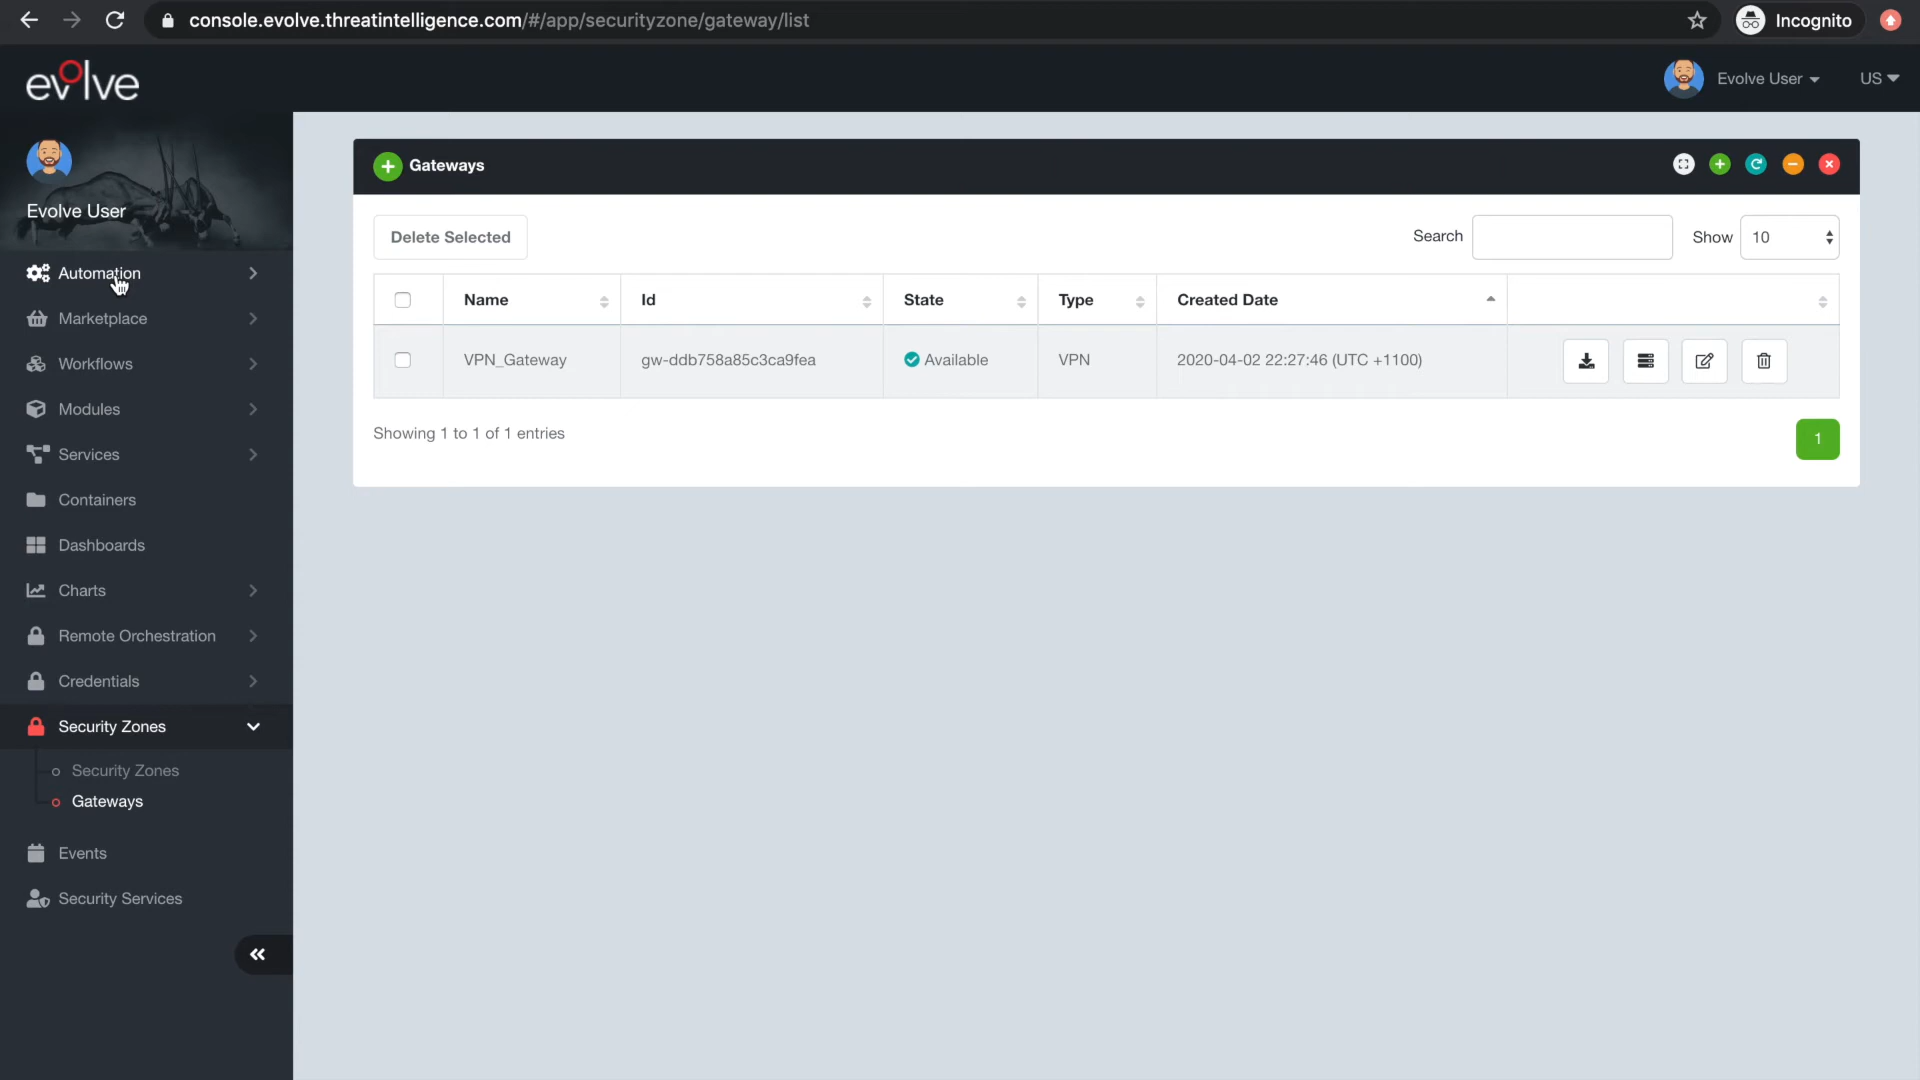 console.evolve.threatintelligence.com/#/app/securityzone/gateway/list
Incognito
evolve
Evolve User
US
Evolve User
Automation
Marketplace
Workflows
Modules
Services
Containers
Dashboards
Charts
Remote Orchestration
Credentials
Security Zones
Security Zones
Gateways
Events
Security Services
Gateways
Delete Selected
Search
Show 10
Name Id State Type Created Date
VPN_Gateway gw-ddb758a85c3ca9fea Available VPN 2020-04-02 22:27:46 (UTC +1100)
Showing 1 to 1 of 1 entries
1